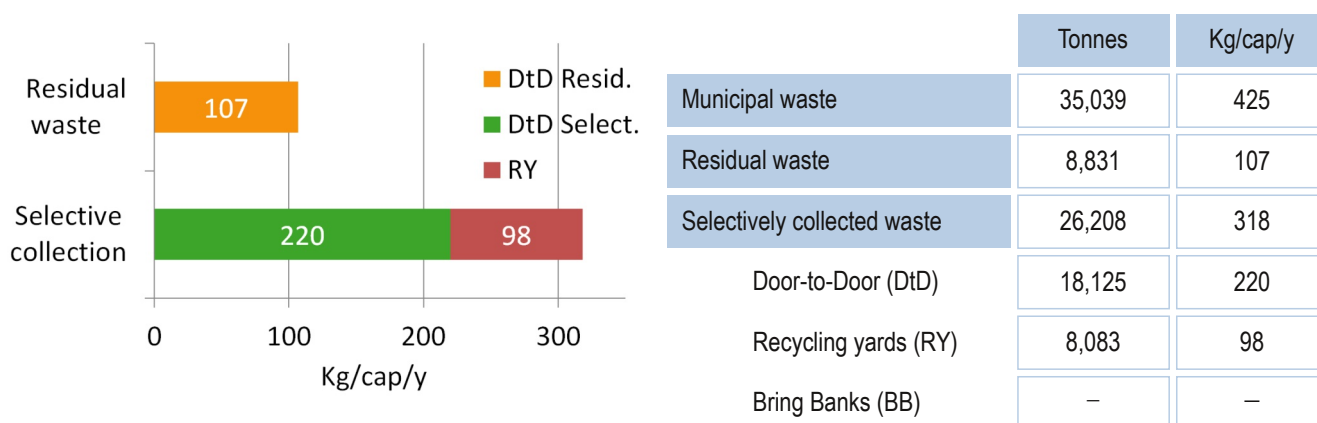 Residual
waste
107
DtD Resid.
DtD Select.
RY
Selective
collection
220
98
0
100
200
300
Kg/cap/y
Tonnes Kg/cap/y
Municipal waste 35,039 425
Residual waste 8,831 107
Selectively collected waste 26,208 318
Door-to-Door (DtD) 18,125 220
Recycling yards (RY) 8,083 98
Bring Banks (BB) – –